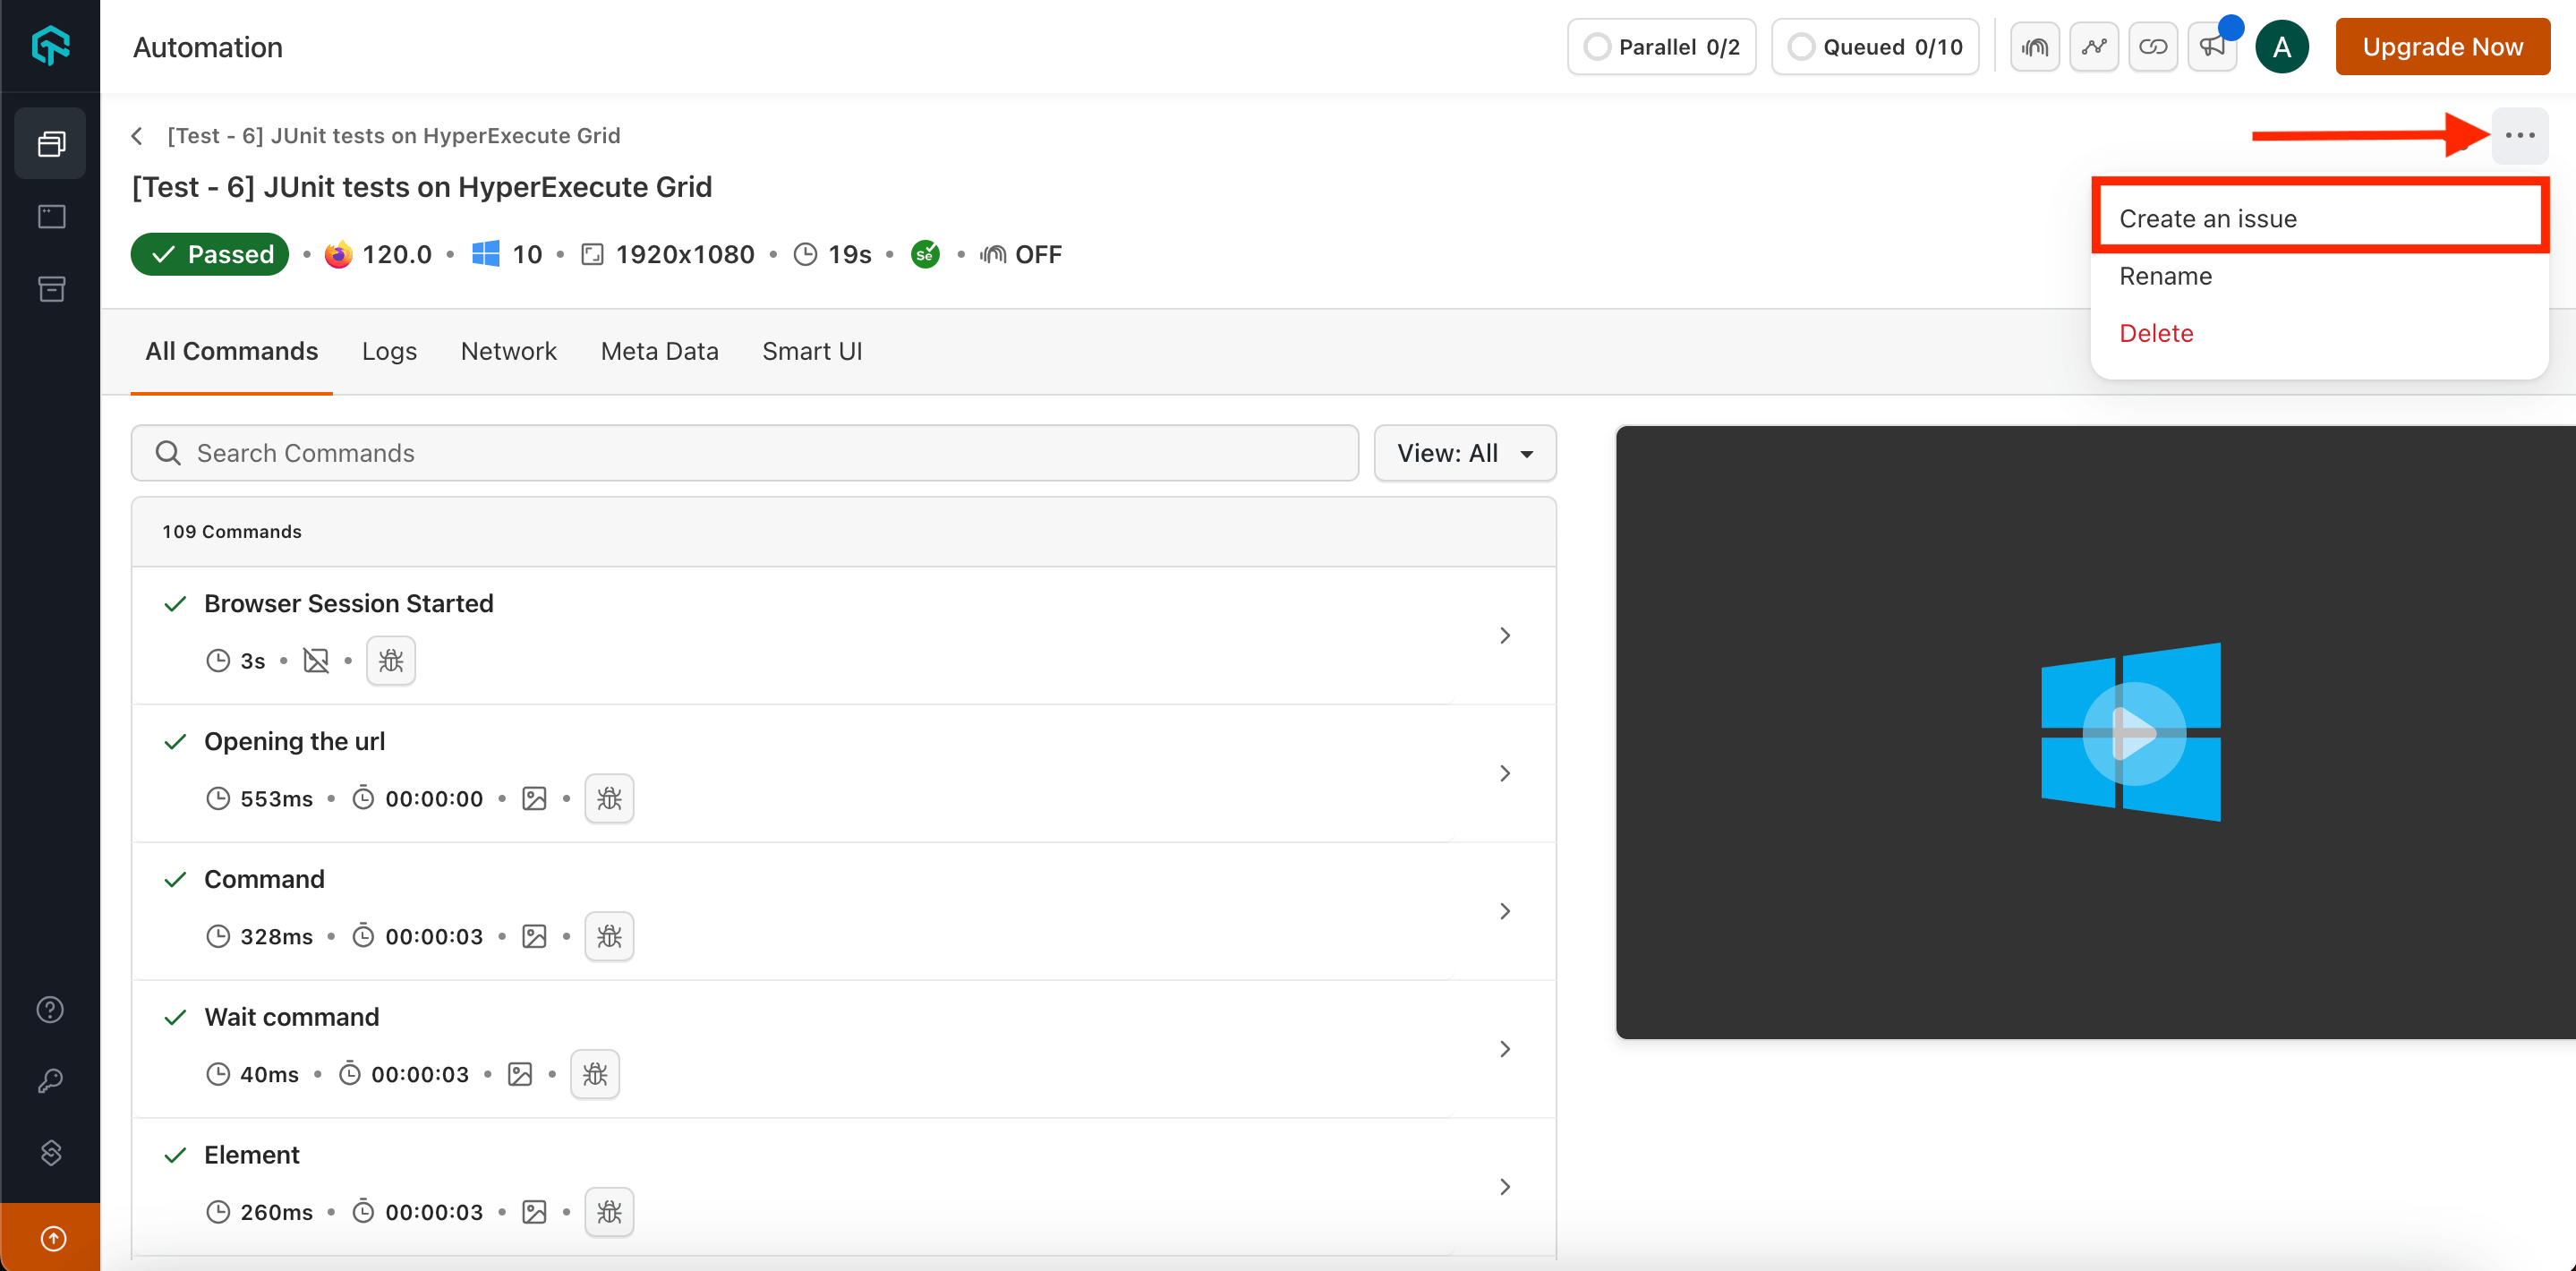 Automation
Parallel 0/2
Queued 0/10
A
Upgrade Now
[Test - 6] JUnit tests on HyperExecute Grid
[Test - 6] JUnit tests on HyperExecute Grid
Passed • 120.0 • 10 • 1920x1080 • 19s • Se • OFF
Create an issue
Rename
Delete
All Commands
Logs
Network
Meta Data
Smart UI
Search Commands
View: All
109 Commands
Browser Session Started
3s
Opening the url
553ms • 00:00:00
Command
328ms • 00:00:03
Wait command
40ms • 00:00:03
Element
260ms • 00:00:03